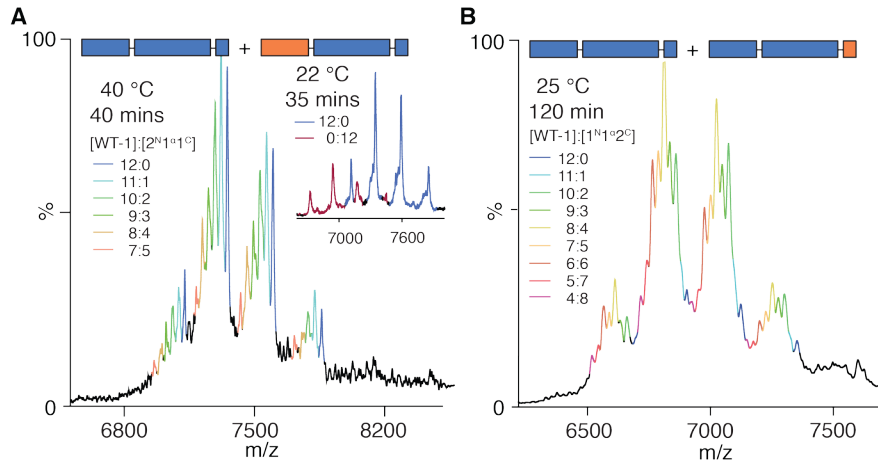 A
+
100
%
0
40 °C
40 mins
[WT-1]:[2ᴺ1ᵅ1ᶜ]
12:0
11:1
10:2
9:3
8:4
7:5
22 °C
35 mins
12:0
0:12
7000 7600
6800 7500 8200
m/z
B
+
100
%
0
25 °C
120 min
[WT-1]:[1ᴺ1ᵅ2ᶜ]
12:0
11:1
10:2
9:3
8:4
7:5
6:6
5:7
4:8
6500 7000 7500
m/z